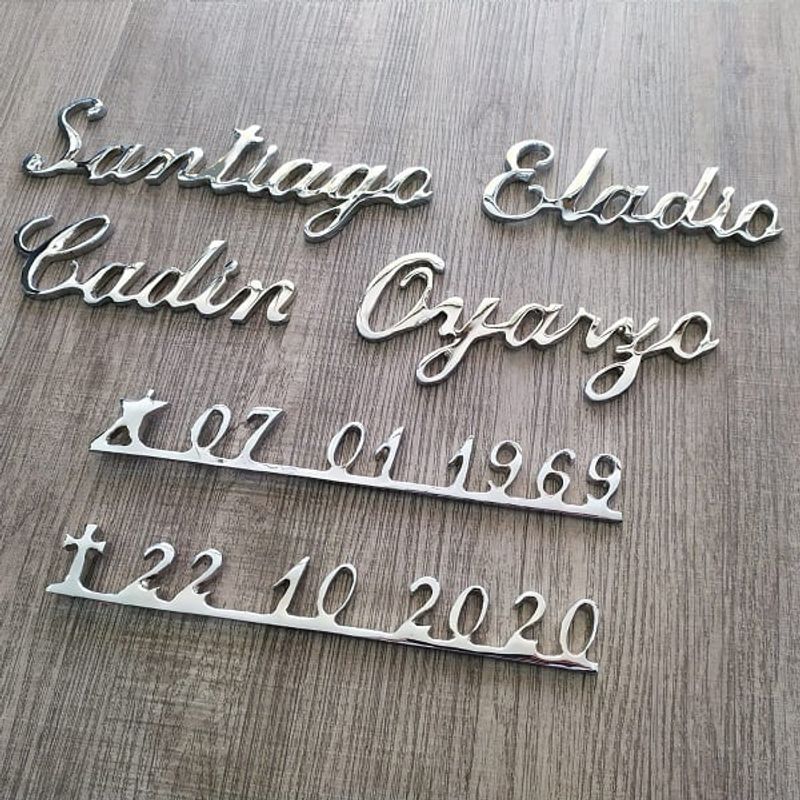 Santiago Eladio
Cadin Oyarzo
07 01 1969
22 10 2020